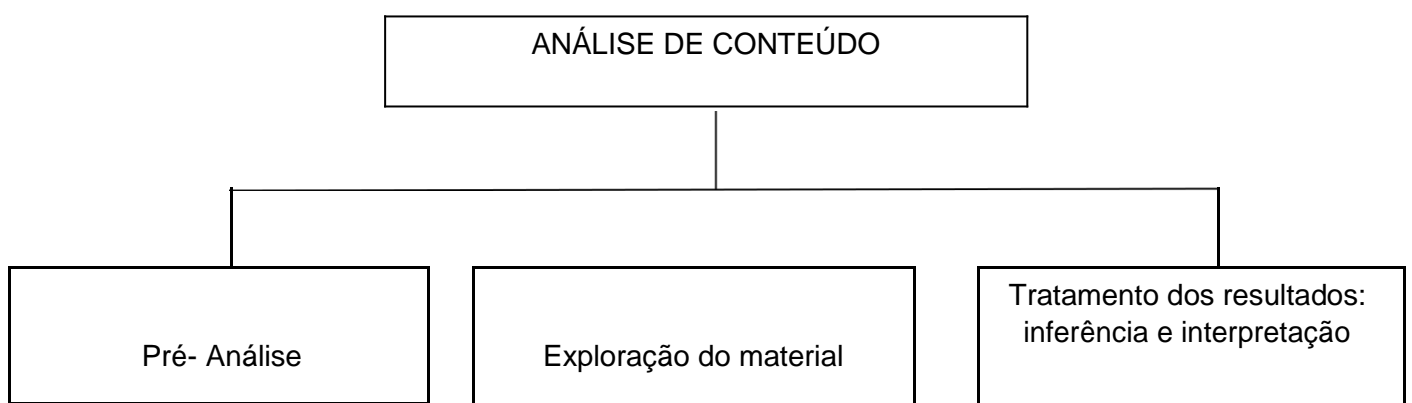 ANÁLISE DE CONTEÚDO
Pré- Análise
Exploração do material
Tratamento dos resultados:
inferência e interpretação